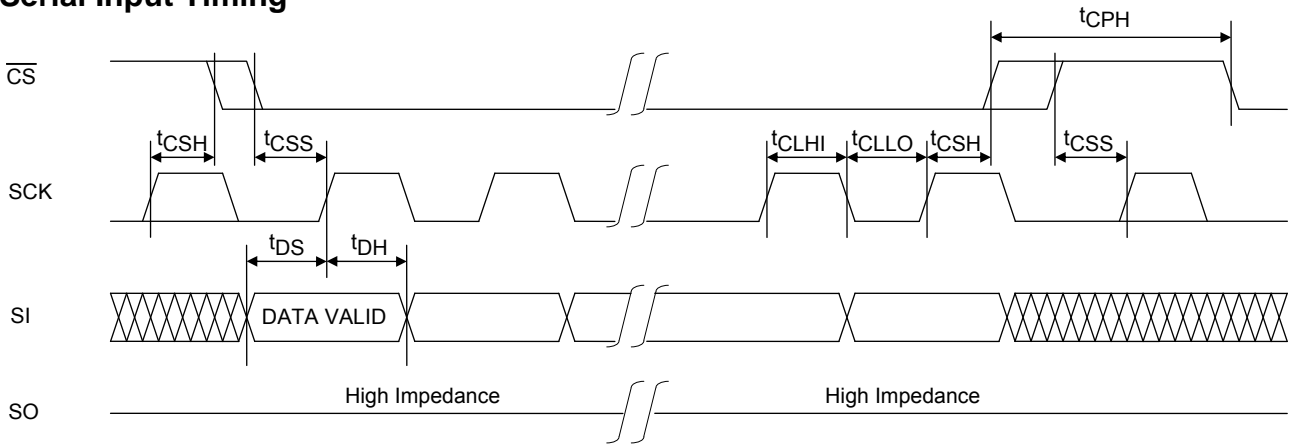 Serial Input Timing
tCPH
CS
tCSH
tCSS
tCLHI
tCLLO
tCSH
tCSS
SCK
tDS
tDH
SI
DATA VALID
SO
High Impedance
High Impedance